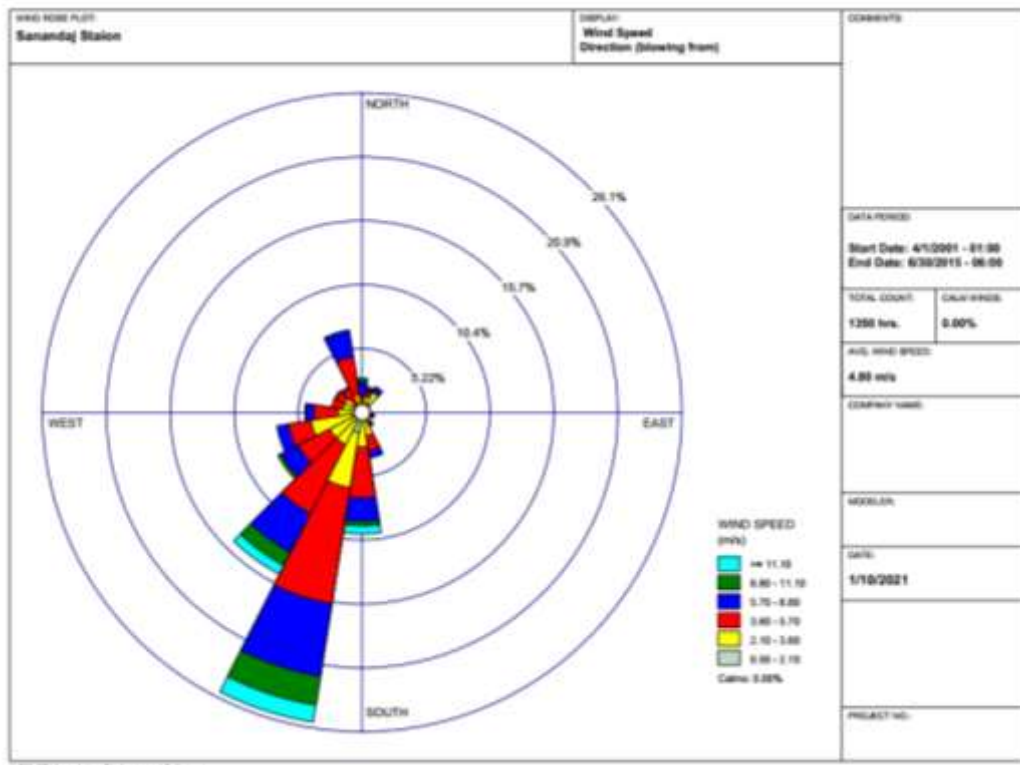 WIND ROSE PLOT:
Sanandaj Staion
DISPLAY:
Wind Speed
Direction (blowing from)
COMMENTS:
NORTH
26.1%
20.9%
15.7%
10.4%
5.22%
WEST
EAST
SOUTH
WIND SPEED
(m/s)
>= 11.10
8.80 - 11.10
5.70 - 8.80
3.60 - 5.70
2.10 - 3.60
0.50 - 2.10
Calms: 0.00%
DATA PERIOD:
Start Date: 4/1/2001 - 01:00
End Date: 6/30/2015 - 06:00
TOTAL COUNT:
hrs.
CALM WINDS:
0.00%
AVG. WIND SPEED:
m/s
COMPANY NAME:
MODELER:
DATE:
1/10/2021
PROJECT NO.: